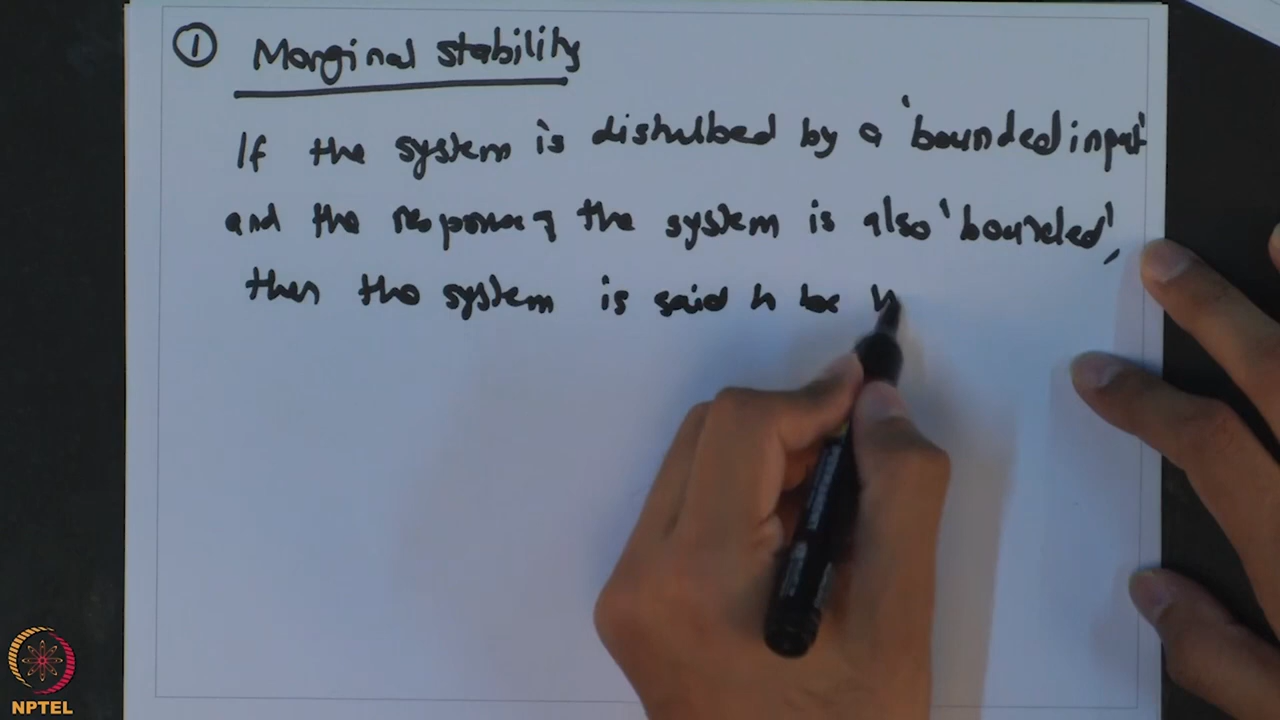 ① Marginal stability
If the system is disturbed by a 'bounded input'
and the response of the system is also 'bounded',
then the system is said to be
NPTEL